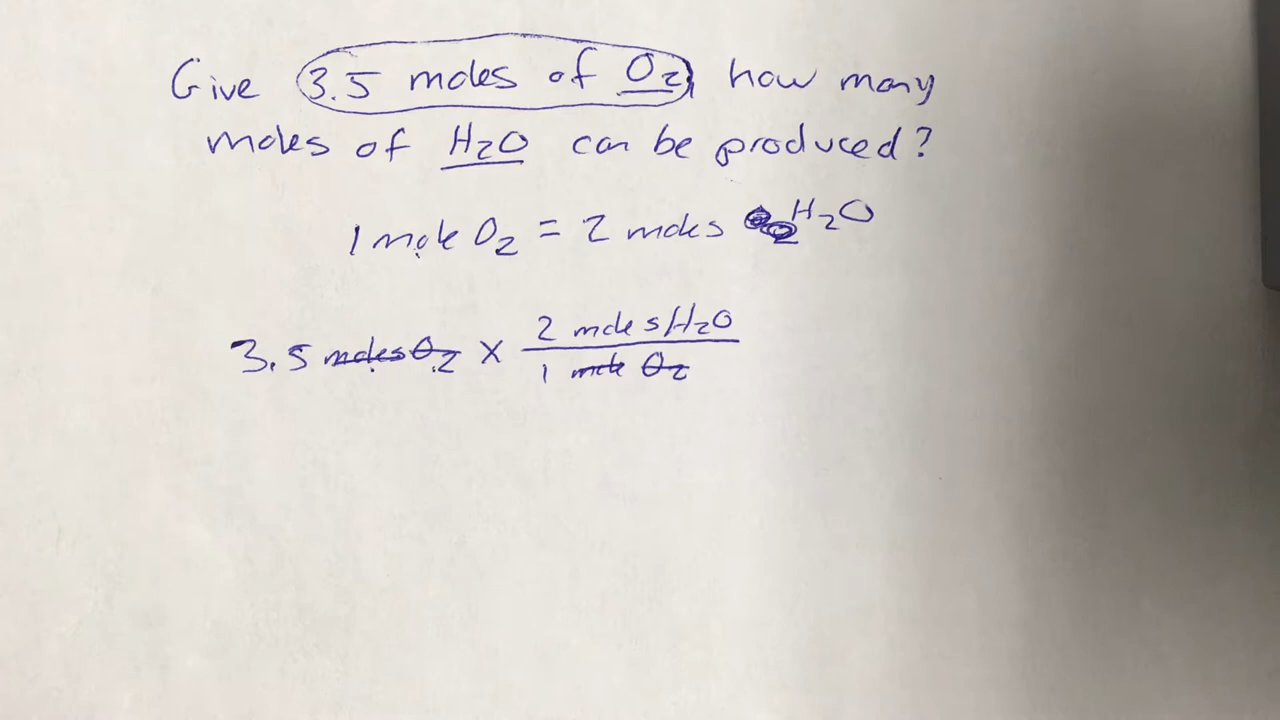 Give 3.5 moles of O2, how many
moles of H2O can be produced?
1 mole O2 = 2 moles H2O
3.5 moles O2 x 2 moles H2O
1 mole O2